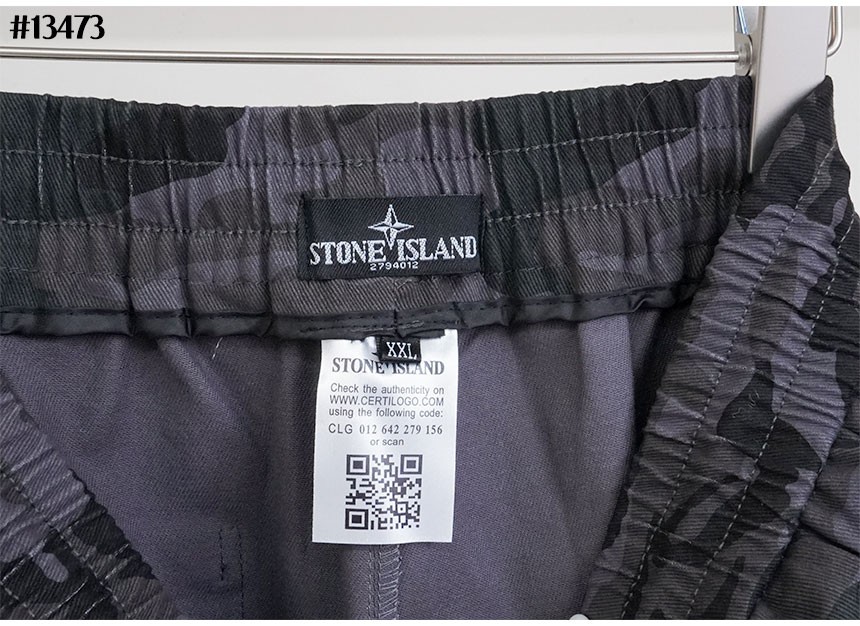 #13473
STONE ISLAND
2794012
XXL
STONE ISLAND
Check the authenticity on
WWW.CERTILOGO.COM
using the following code:
CLG 012 642 279 156
or scan